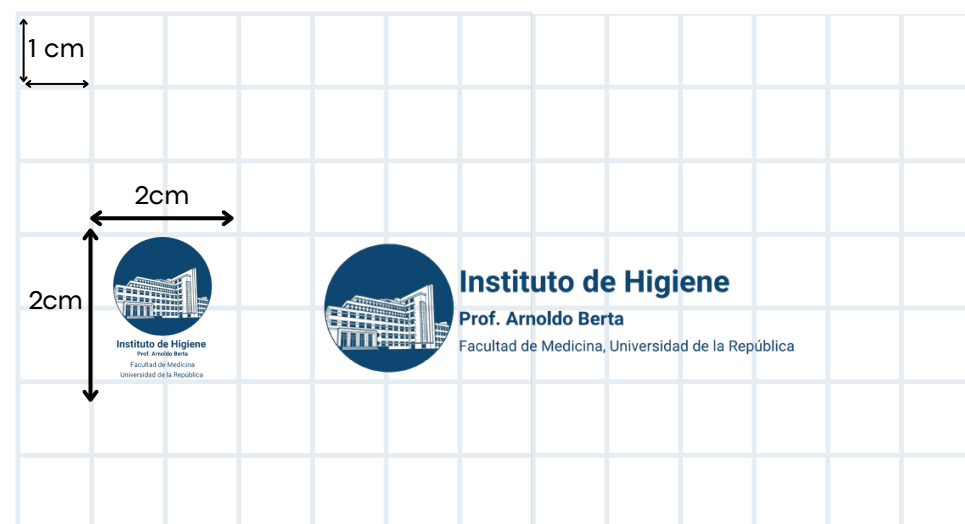 1 cm
2cm
2cm
Instituto de Higiene
Prof. Arnoldo Berta
Facultad de Medicina
Universidad de la República
Instituto de Higiene
Prof. Arnoldo Berta
Facultad de Medicina, Universidad de la República